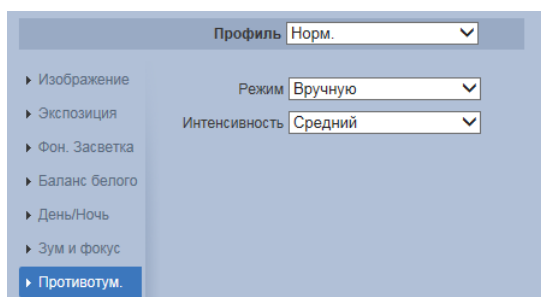 Профиль Норм.
Изображение
Режим Вручную
Экспозиция
Интенсивность Средний
Фон. Засветка
Баланс белого
День/Ночь
Зум и фокус
Противотум.